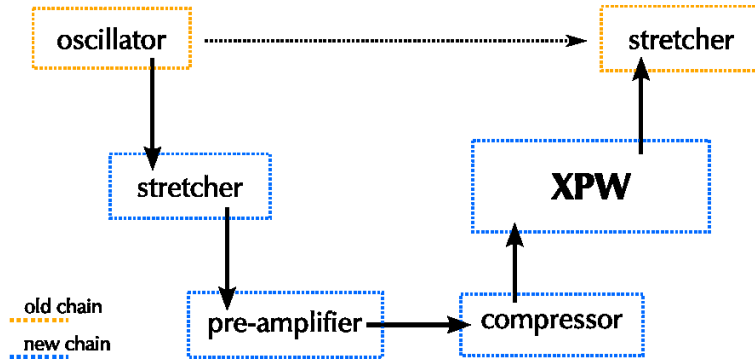 oscillator
stretcher
stretcher
XPW
pre-amplifier
compressor
old chain
new chain